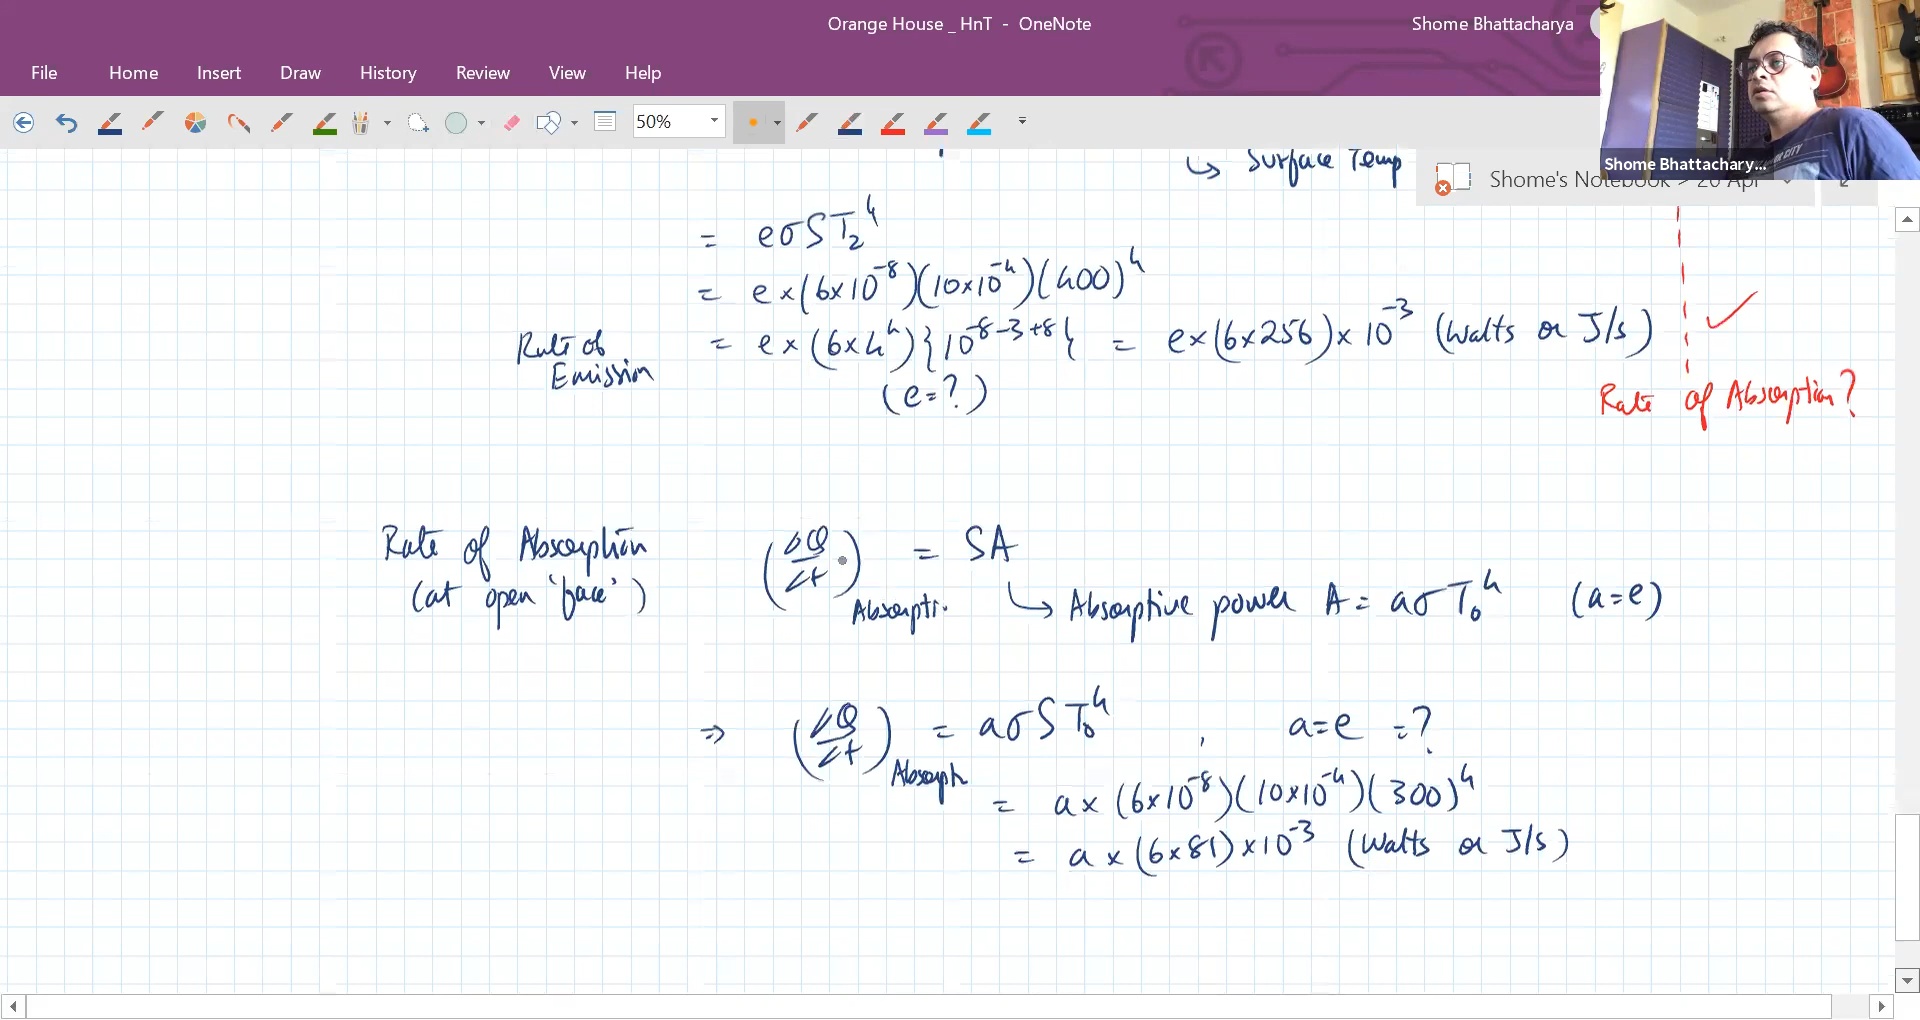 Orange House _ HnT - OneNote
Shome Bhattacharya
File Home Insert Draw History Review View Help
50%
Shome Bhattachary...
Shome's Notebook > 20 Apr
↳ Surface Temp
= eσST₂⁴
= e×(6×10⁻⁸)(10×10⁻⁴)(400)⁴
Rate of Emission
= e×(6×4⁴){10⁻⁸⁻³⁺⁸} = e×(6×256)×10⁻³ (Watts or J/s)
(e=?)
Rate of Absorption?
Rate of Absorption
(at open 'face')
(ΔQ/Δt) Absorpti. = SA
↳ Absorptive power A = aσT₀⁴ (a=e)
⇒ (ΔQ/Δt) Absorpt = aσST₀⁴ , a=e =?
= a×(6×10⁻⁸)(10×10⁻⁴)(300)⁴
= a×(6×81)×10⁻³ (Watts or J/s)